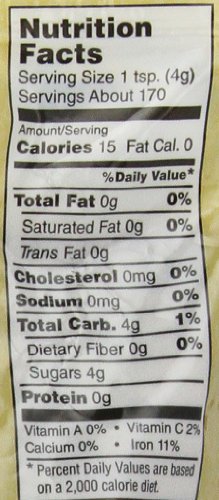 Nutrition
Facts
Serving Size 1 tsp. (4g)
Servings About 170
Amount/Serving
Calories 15 Fat Cal. 0
%Daily Value*
Total Fat 0g 0%
Saturated Fat 0g 0%
Trans Fat 0g
Cholesterol 0mg 0%
Sodium 0mg 0%
Total Carb. 4g 1%
Dietary Fiber 0g 0%
Sugars 4g
Protein 0g
Vitamin A 0% • Vitamin C 2%
Calcium 0% • Iron 11%
* Percent Daily Values are based
on a 2,000 calorie diet.